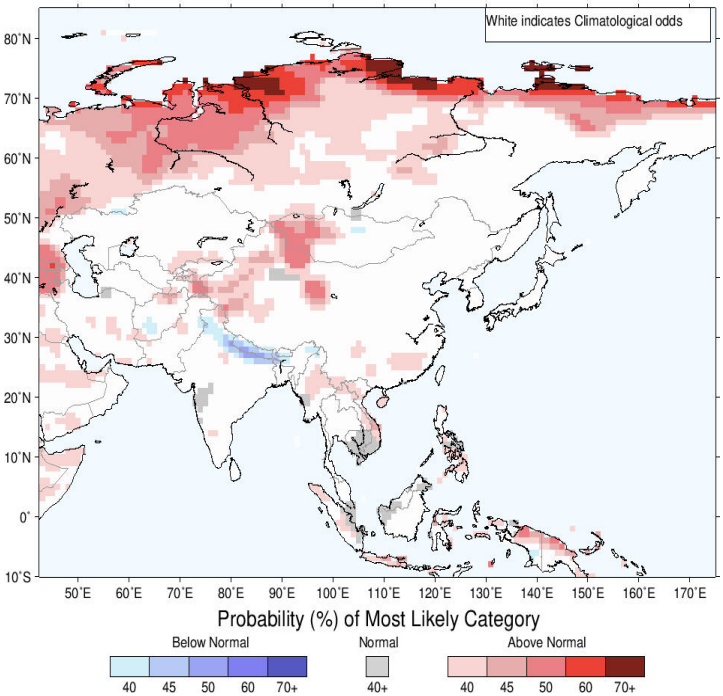 White indicates Climatological odds
80˚N
70˚N
60˚N
50˚N
40˚N
30˚N
20˚N
10˚N
0˚
10˚S
50˚E 60˚E 70˚E 80˚E 90˚E 100˚E 110˚E 120˚E 130˚E 140˚E 150˚E 160˚E 170˚E
Probability (%) of Most Likely Category
Below Normal Normal Above Normal
40 45 50 60 70+ 40+ 40 45 50 60 70+